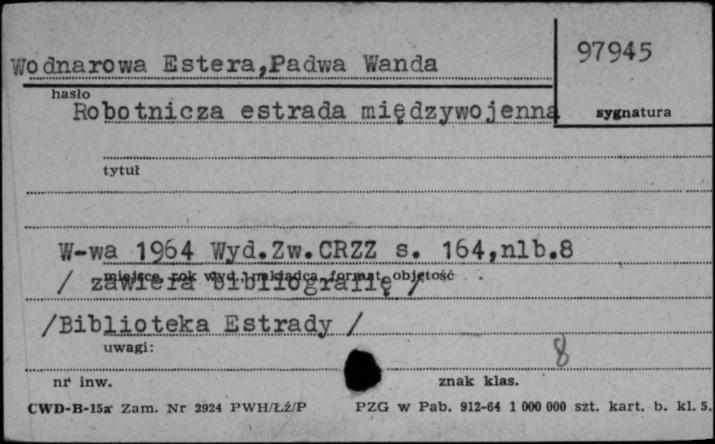 97945
Wodnarowa Estera,Padwa Wanda
hasło
Robotnicza estrada międzywojenna
sygnatura
tytuł
W-wa 1964 Wyd.Zw.CRZZ s. 164,nlb.8
miejsce, rok wyd., nakładca, format, objętość
/ zawiera bibliografię /
/Biblioteka Estrady /
uwagi:
8
nr inw.
znak klas.
CWD-B-15a Zam. Nr 2924 PWH/Łź/P
PZG w Pab. 912-64 1 000 000 szt. kart. b. kl. 5.